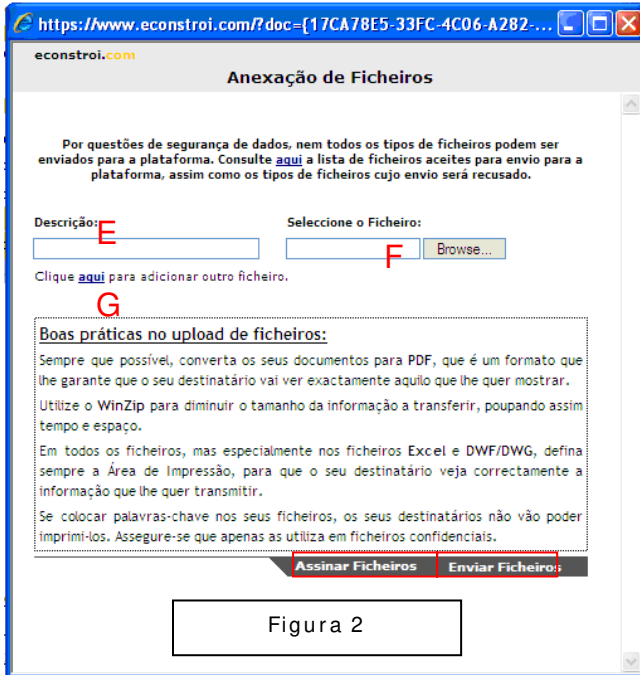 https://www.econstroi.com/?doc={17CA78E5-33FC-4C06-A282-...
econstroi.com
Anexação de Ficheiros
Por questões de segurança de dados, nem todos os tipos de ficheiros podem ser
enviados para a plataforma. Consulte aqui a lista de ficheiros aceites para envio para a
plataforma, assim como os tipos de ficheiros cujo envio será recusado.
Descrição: Seleccione o Ficheiro:
E
F Browse...
Clique aqui para adicionar outro ficheiro.
G
Boas práticas no upload de ficheiros:
Sempre que possível, converta os seus documentos para PDF, que é um formato que
lhe garante que o seu destinatário vai ver exactamente aquilo que lhe quer mostrar.
Utilize o WinZip para diminuir o tamanho da informação a transferir, poupando assim
tempo e espaço.
Em todos os ficheiros, mas especialmente nos ficheiros Excel e DWF/DWG, defina
sempre a Área de Impressão, para que o seu destinatário veja correctamente a
informação que lhe quer transmitir.
Se colocar palavras-chave nos seus ficheiros, os seus destinatários não vão poder
imprimi-los. Assegure-se que apenas as utiliza em ficheiros confidenciais.
Assinar Ficheiros Enviar Ficheiros
Figura 2